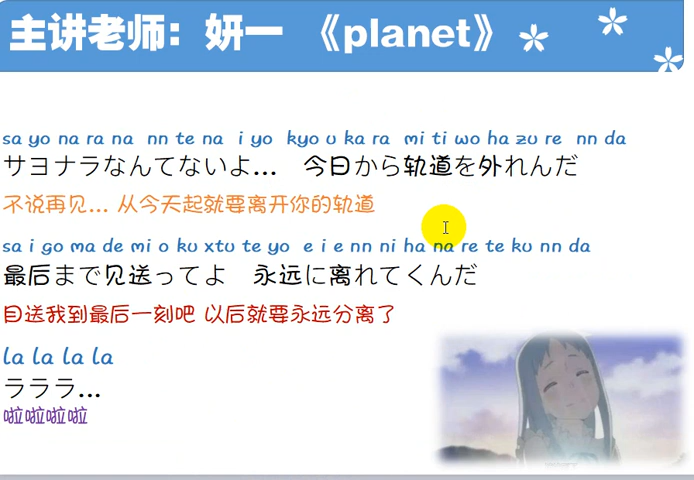 主讲老师：妍一 《planet》
sa yo na ra na nn te na i yo kyo u ka ra mi ti wo ha zu re nn da
サヨナラなんてないよ… 今日から轨道を外れんだ
不说再见... 从今天起就要离开你的轨道
sa i go ma de mi o ku xtu te yo e i e nn ni ha na re te ku nn da
最后まで见送ってよ 永远に离れてくんだ
目送我到最后一刻吧 以后就要永远分离了
la la la la
ラララ...
啦啦啦啦